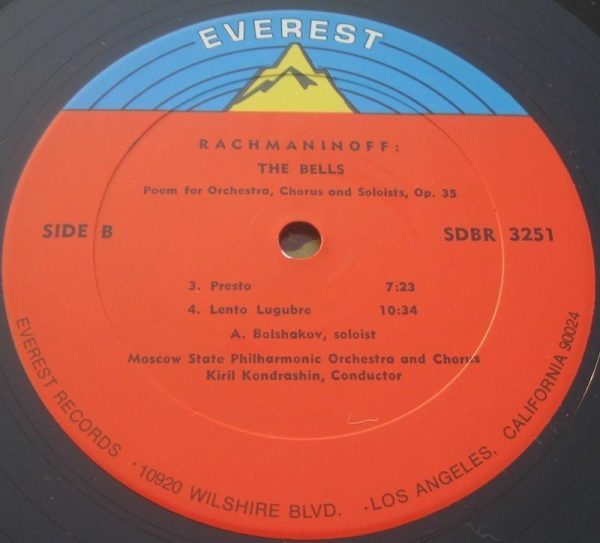 EVEREST
RACHMANINOFF:
THE BELLS
Poem for Orchestra, Chorus and Soloists, Op. 35
SIDE B
SDBR 3251
3. Presto 7:23
4. Lento Lugubre 10:34
A. Bolshakov, soloist
Moscow State Philharmonic Orchestra and Chorus
Kiril Kondrashin, Conductor
EVEREST RECORDS · 10920 WILSHIRE BLVD. · LOS ANGELES, CALIFORNIA 90024